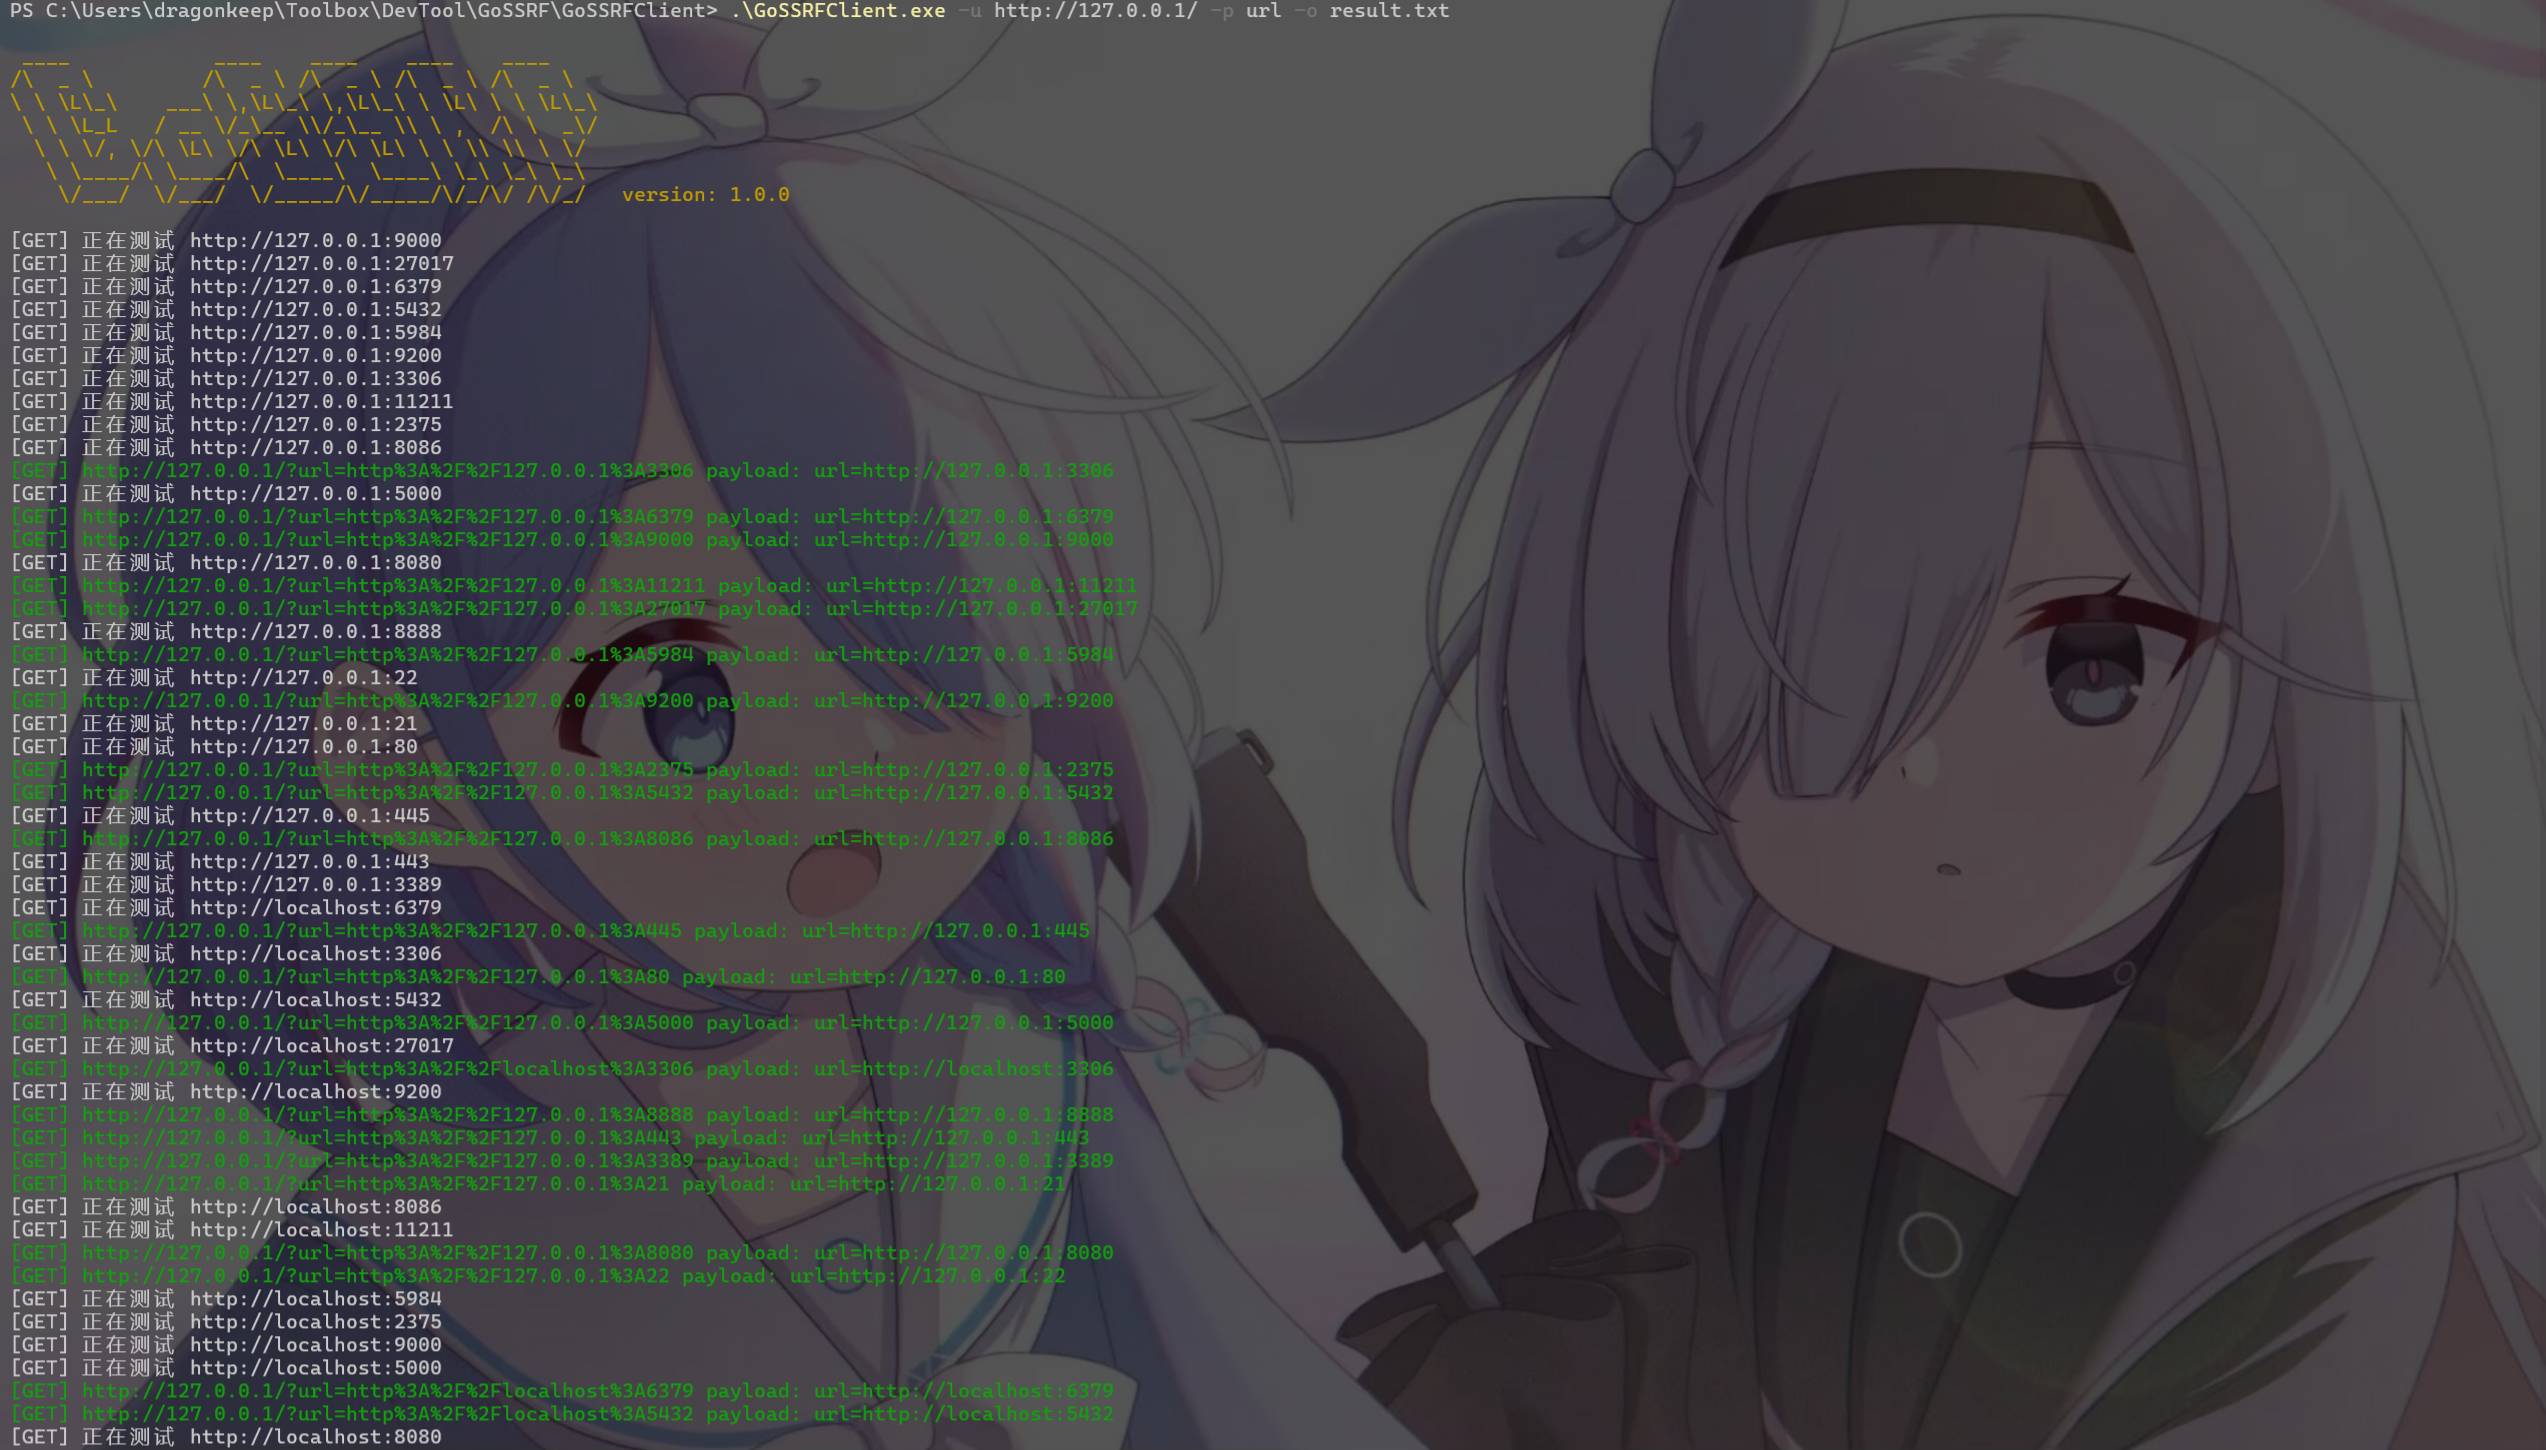 PS C:\Users\dragonkeep\Toolbox\DevTool\GoSSRF\GoSSRFClient> .\GoSSRFClient.exe -u http://127.0.0.1/ -p url -o result.txt
version: 1.0.0
[GET] 正在测试 http://127.0.0.1:9000
[GET] 正在测试 http://127.0.0.1:27017
[GET] 正在测试 http://127.0.0.1:6379
[GET] 正在测试 http://127.0.0.1:5432
[GET] 正在测试 http://127.0.0.1:5984
[GET] 正在测试 http://127.0.0.1:9200
[GET] 正在测试 http://127.0.0.1:3306
[GET] 正在测试 http://127.0.0.1:11211
[GET] 正在测试 http://127.0.0.1:2375
[GET] 正在测试 http://127.0.0.1:8086
[GET] http://127.0.0.1/?url=http%3A%2F%2F127.0.0.1%3A3306 payload: url=http://127.0.0.1:3306
[GET] 正在测试 http://127.0.0.1:5000
[GET] http://127.0.0.1/?url=http%3A%2F%2F127.0.0.1%3A6379 payload: url=http://127.0.0.1:6379
[GET] http://127.0.0.1/?url=http%3A%2F%2F127.0.0.1%3A9000 payload: url=http://127.0.0.1:9000
[GET] 正在测试 http://127.0.0.1:8080
[GET] http://127.0.0.1/?url=http%3A%2F%2F127.0.0.1%3A11211 payload: url=http://127.0.0.1:11211
[GET] http://127.0.0.1/?url=http%3A%2F%2F127.0.0.1%3A27017 payload: url=http://127.0.0.1:27017
[GET] 正在测试 http://127.0.0.1:8888
[GET] http://127.0.0.1/?url=http%3A%2F%2F127.0.0.1%3A5984 payload: url=http://127.0.0.1:5984
[GET] 正在测试 http://127.0.0.1:22
[GET] http://127.0.0.1/?url=http%3A%2F%2F127.0.0.1%3A9200 payload: url=http://127.0.0.1:9200
[GET] 正在测试 http://127.0.0.1:21
[GET] 正在测试 http://127.0.0.1:80
[GET] http://127.0.0.1/?url=http%3A%2F%2F127.0.0.1%3A2375 payload: url=http://127.0.0.1:2375
[GET] http://127.0.0.1/?url=http%3A%2F%2F127.0.0.1%3A5432 payload: url=http://127.0.0.1:5432
[GET] 正在测试 http://127.0.0.1:445
[GET] http://127.0.0.1/?url=http%3A%2F%2F127.0.0.1%3A8086 payload: url=http://127.0.0.1:8086
[GET] 正在测试 http://127.0.0.1:443
[GET] 正在测试 http://127.0.0.1:3389
[GET] 正在测试 http://localhost:6379
[GET] http://127.0.0.1/?url=http%3A%2F%2F127.0.0.1%3A445 payload: url=http://127.0.0.1:445
[GET] 正在测试 http://localhost:3306
[GET] http://127.0.0.1/?url=http%3A%2F%2F127.0.0.1%3A80 payload: url=http://127.0.0.1:80
[GET] 正在测试 http://localhost:5432
[GET] http://127.0.0.1/?url=http%3A%2F%2F127.0.0.1%3A5000 payload: url=http://127.0.0.1:5000
[GET] 正在测试 http://localhost:27017
[GET] http://127.0.0.1/?url=http%3A%2F%2Flocalhost%3A3306 payload: url=http://localhost:3306
[GET] 正在测试 http://localhost:9200
[GET] http://127.0.0.1/?url=http%3A%2F%2F127.0.0.1%3A8888 payload: url=http://127.0.0.1:8888
[GET] http://127.0.0.1/?url=http%3A%2F%2F127.0.0.1%3A443 payload: url=http://127.0.0.1:443
[GET] http://127.0.0.1/?url=http%3A%2F%2F127.0.0.1%3A3389 payload: url=http://127.0.0.1:3389
[GET] http://127.0.0.1/?url=http%3A%2F%2F127.0.0.1%3A21 payload: url=http://127.0.0.1:21
[GET] 正在测试 http://localhost:8086
[GET] 正在测试 http://localhost:11211
[GET] http://127.0.0.1/?url=http%3A%2F%2F127.0.0.1%3A8080 payload: url=http://127.0.0.1:8080
[GET] http://127.0.0.1/?url=http%3A%2F%2F127.0.0.1%3A22 payload: url=http://127.0.0.1:22
[GET] 正在测试 http://localhost:5984
[GET] 正在测试 http://localhost:2375
[GET] 正在测试 http://localhost:9000
[GET] 正在测试 http://localhost:5000
[GET] http://127.0.0.1/?url=http%3A%2F%2Flocalhost%3A6379 payload: url=http://localhost:6379
[GET] http://127.0.0.1/?url=http%3A%2F%2Flocalhost%3A5432 payload: url=http://localhost:5432
[GET] 正在测试 http://localhost:8080